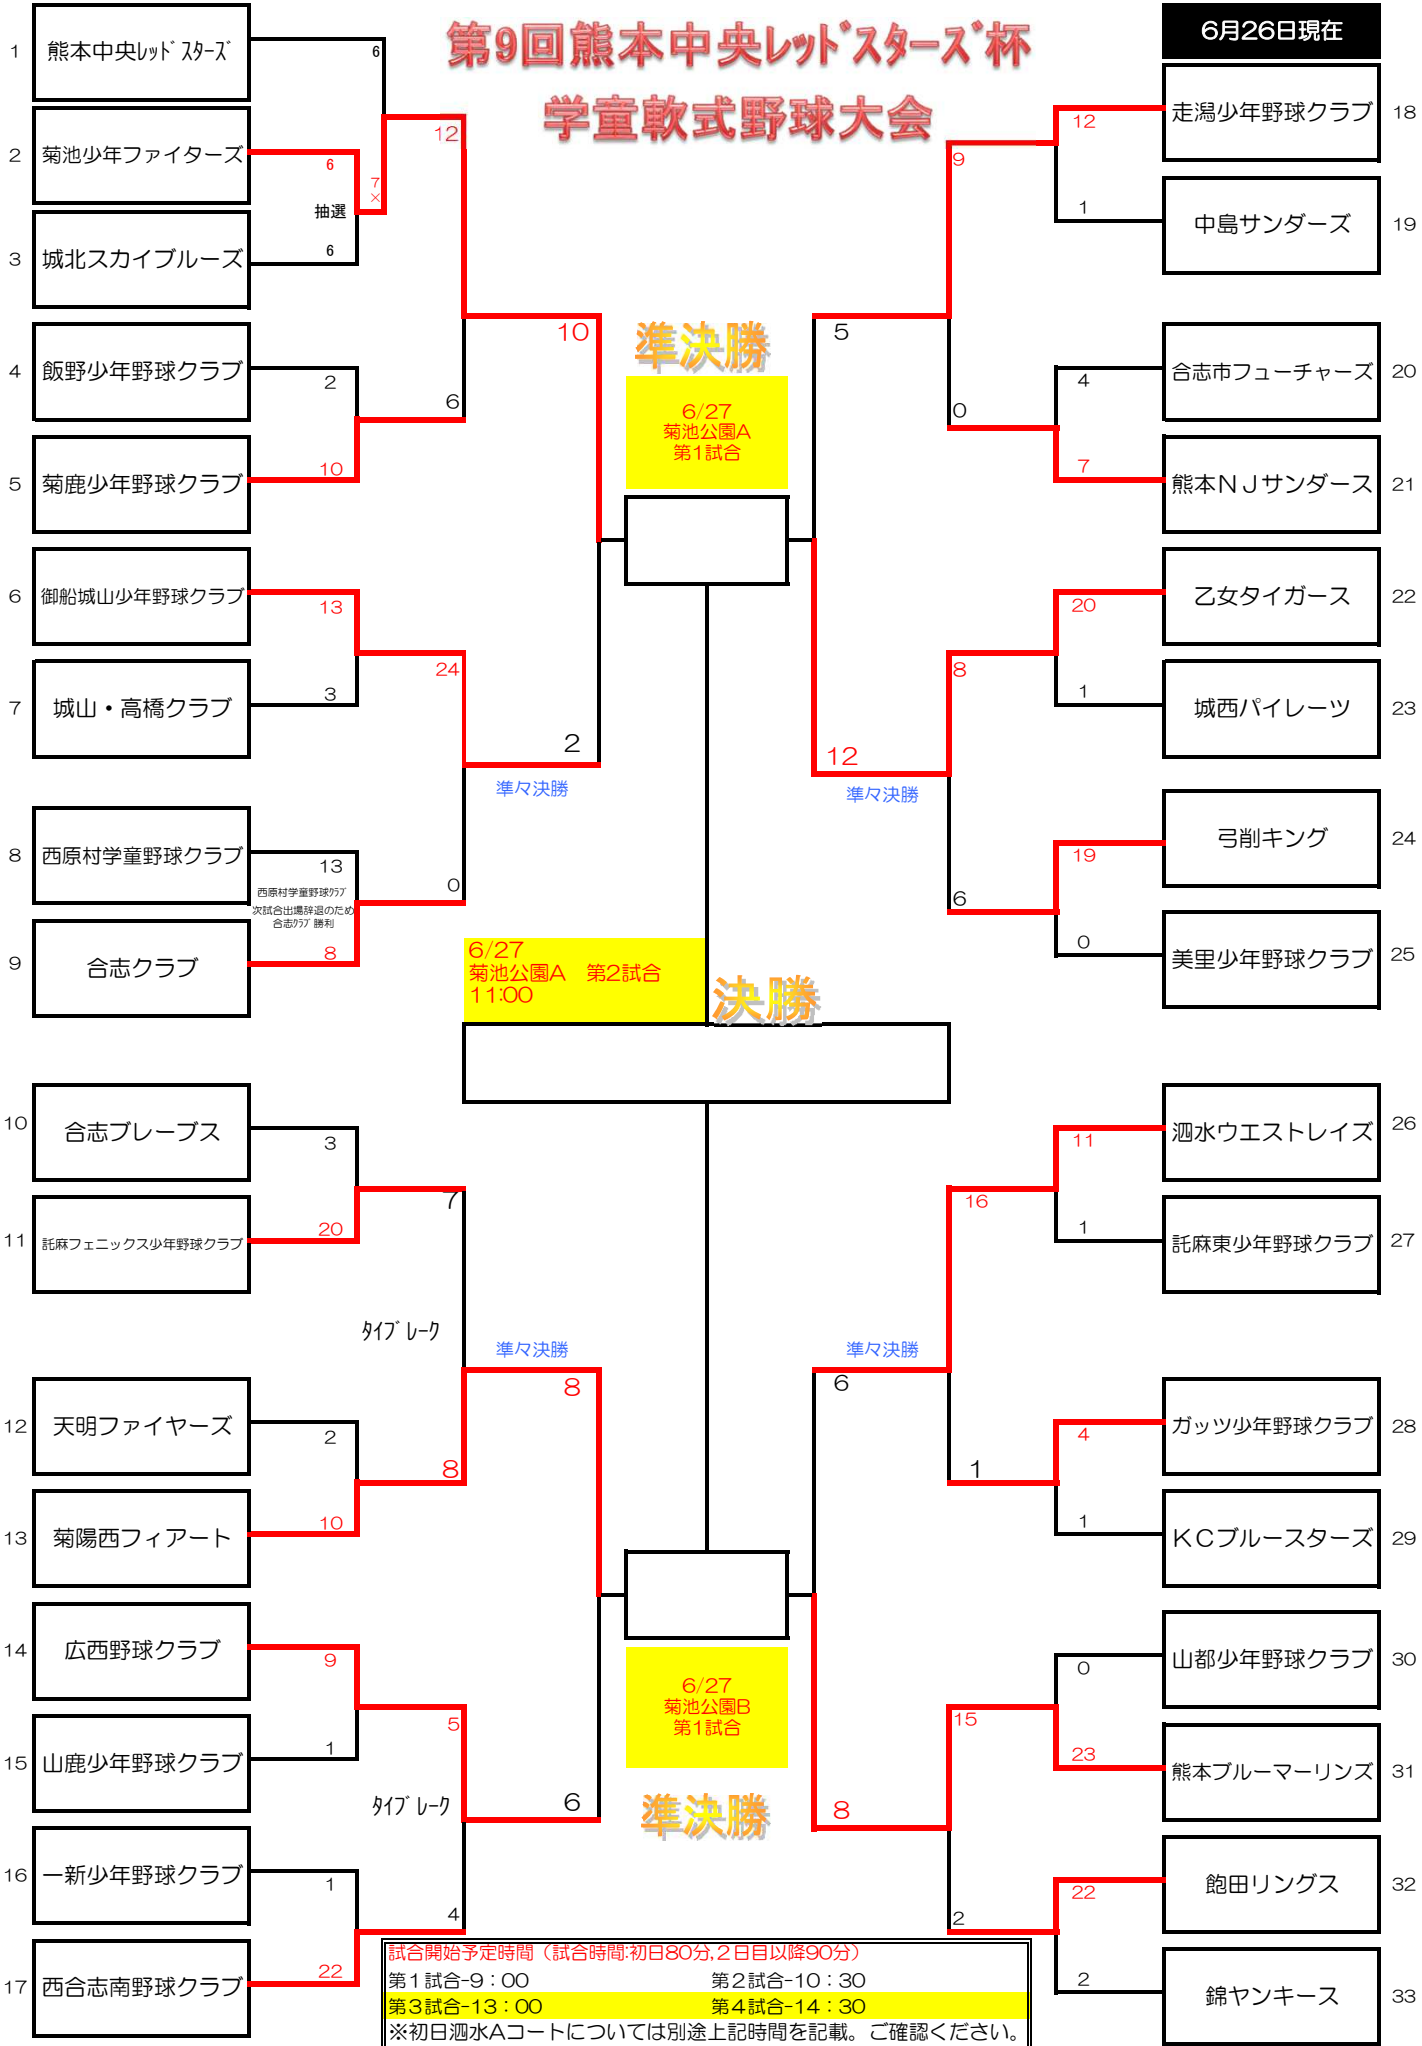 第9回熊本中央レッドスターズ杯
学童軟式野球大会
6月26日現在
1
熊本中央ﾚｯﾄﾞｽﾀｰｽﾞ
6
2
菊池少年ファイターズ
6
7
×
12
抽選
3
城北スカイブルーズ
6
4
飯野少年野球クラブ
2
6
10
5
菊鹿少年野球クラブ
10
6
御船城山少年野球クラブ
13
24
7
城山・高橋クラブ
3
2
準々決勝
8
西原村学童野球クラブ
13
西原村学童野球ｸﾗﾌﾞ
次試合出場辞退のため
合志ｸﾗﾌﾞ勝利
0
9
合志クラブ
8
10
合志ブレーブス
3
7
11
託麻フェニックス少年野球クラブ
20
ﾀｲﾌﾞﾚｰｸ
準々決勝
8
12
天明ファイヤーズ
2
8
13
菊陽西フィアート
10
14
広西野球クラブ
9
5
15
山鹿少年野球クラブ
1
ﾀｲﾌﾞﾚｰｸ
6
16
一新少年野球クラブ
1
4
17
西合志南野球クラブ
22
準決勝
6/27
菊池公園A
第1試合
6/27
菊池公園A　第2試合
11:00
決勝
6/27
菊池公園B
第1試合
準決勝
走潟少年野球クラブ
18
12
9
中島サンダーズ
19
1
5
合志市フューチャーズ
20
4
0
熊本ＮＪサンダース
21
7
乙女タイガース
22
20
8
城西パイレーツ
23
1
12
準々決勝
弓削キング
24
19
6
美里少年野球クラブ
25
0
泗水ウエストレイズ
26
11
16
託麻東少年野球クラブ
27
1
準々決勝
6
ガッツ少年野球クラブ
28
4
1
ＫＣブルースターズ
29
1
山都少年野球クラブ
30
0
15
熊本ブルーマーリンズ
31
23
8
飽田リングス
32
22
2
錦ヤンキース
33
2
試合開始予定時間（試合時間:初日80分,２日目以降90分）
第１試合-9：00　第２試合-10：30
第３試合-13：00　第４試合-14：30
※初日泗水Aコートについては別途上記時間を記載。ご確認ください。